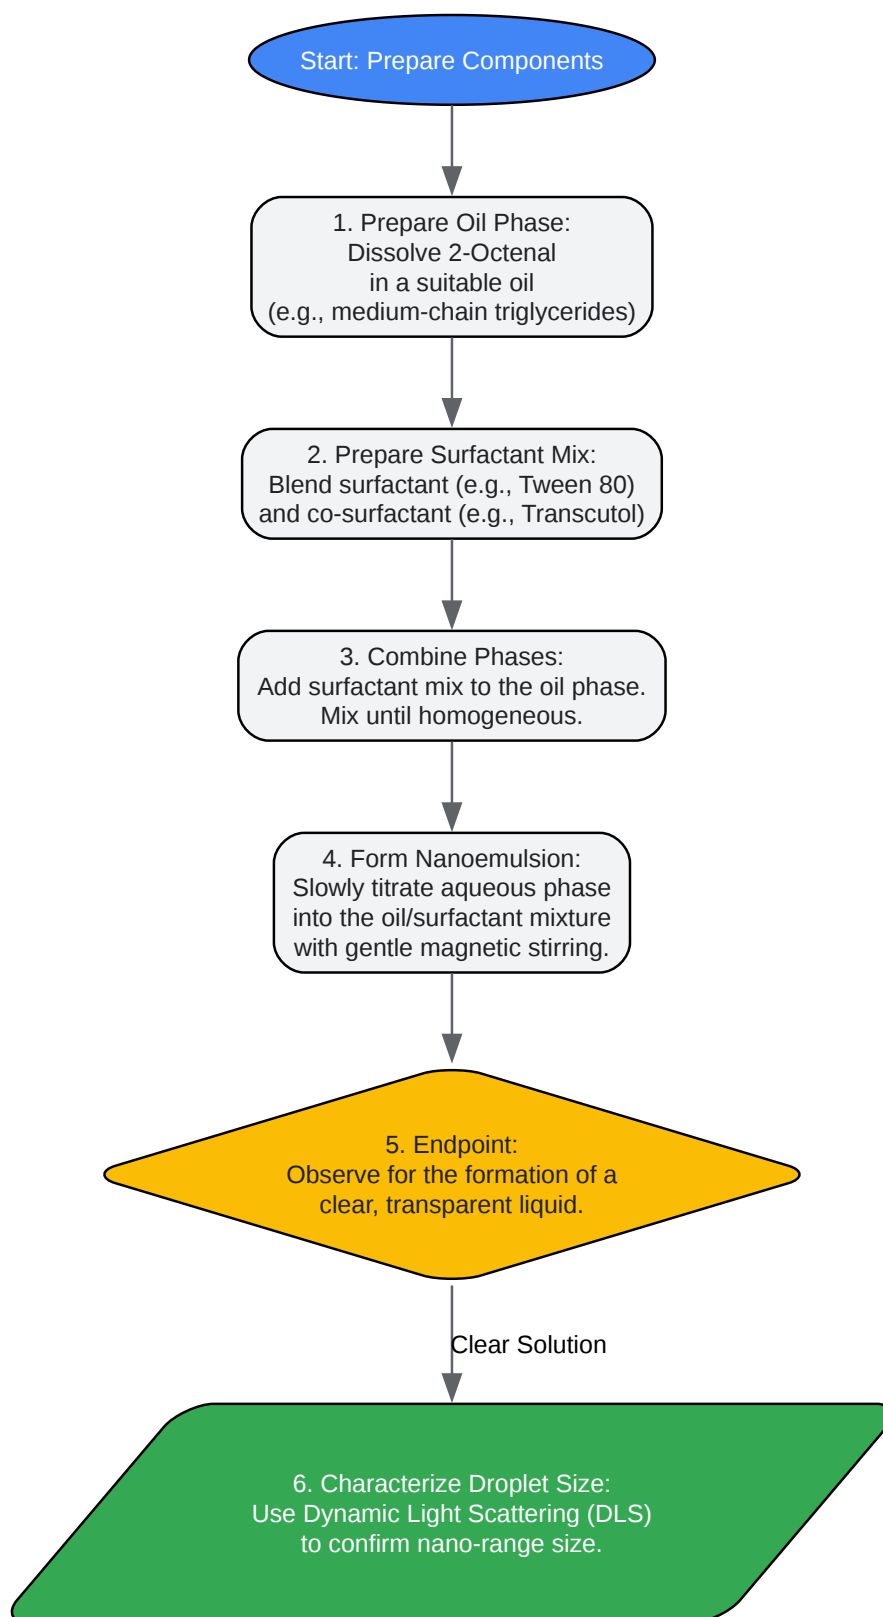 Start: Prepare Components
1. Prepare Oil Phase:
Dissolve 2-Octenal
in a suitable oil
(e.g., medium-chain triglycerides)
2. Prepare Surfactant Mix:
Blend surfactant (e.g., Tween 80)
and co-surfactant (e.g., Transcutol)
3. Combine Phases:
Add surfactant mix to the oil phase.
Mix until homogeneous.
4. Form Nanoemulsion:
Slowly titrate aqueous phase
into the oil/surfactant mixture
with gentle magnetic stirring.
5. Endpoint:
Observe for the formation of a
clear, transparent liquid.
Clear Solution
6. Characterize Droplet Size:
Use Dynamic Light Scattering (DLS)
to confirm nano-range size.